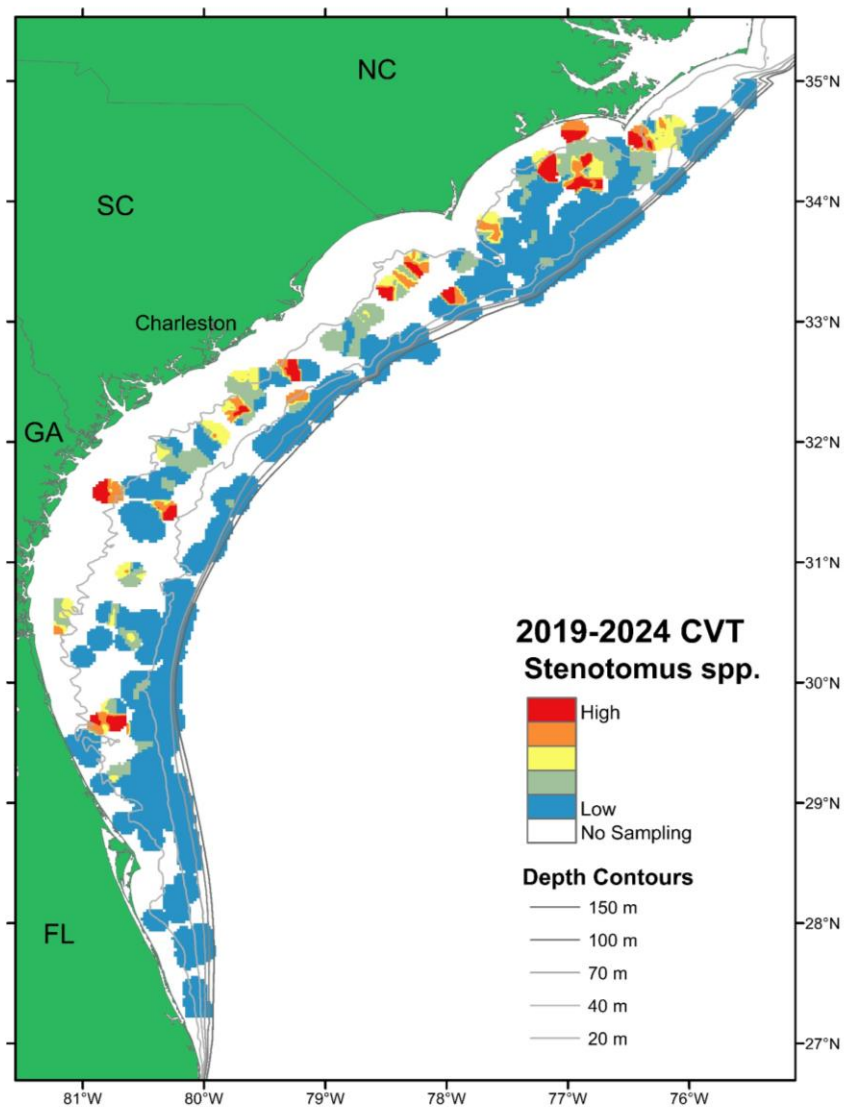 NC
35°N
SC
34°N
Charleston
33°N
GA
32°N
31°N
2019-2024 CVT
Stenotomus spp.
High
Low
No Sampling
30°N
29°N
Depth Contours
150 m
100 m
70 m
40 m
20 m
28°N
FL
27°N
81°W
80°W
79°W
78°W
77°W
76°W